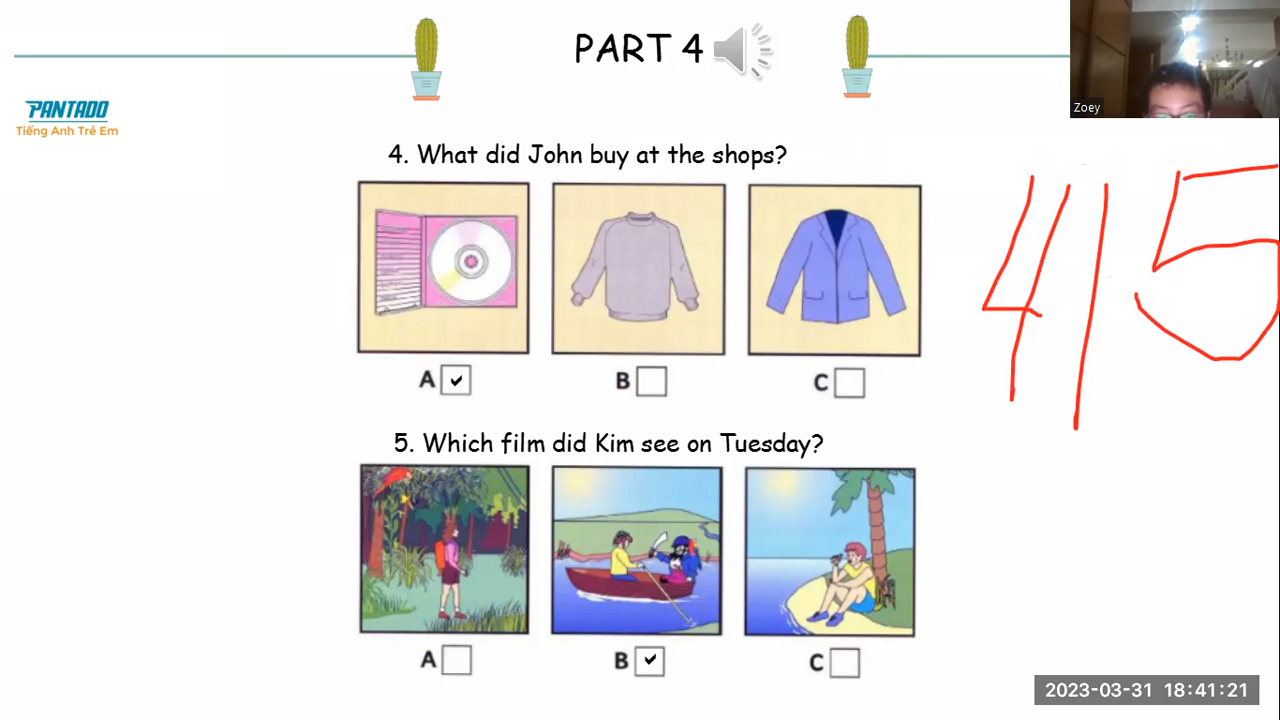 PART 4
Zoey
PANTADO
Tiếng Anh Trẻ Em
4. What did John buy at the shops?
4/5
A ✔ B C
5. Which film did Kim see on Tuesday?
A B ✔ C
2023-03-31 18:41:21